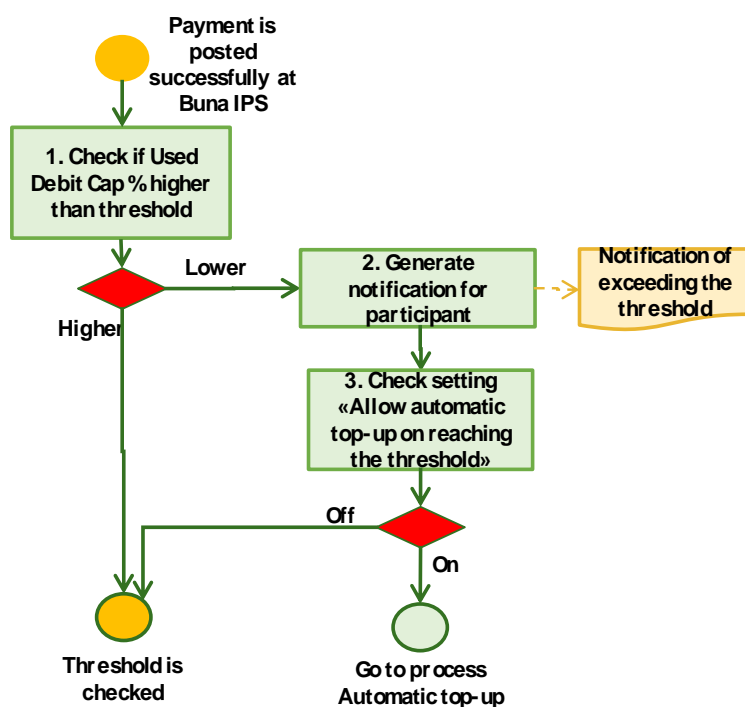 Payment is
posted
successfully at
Buna IPS
1. Check if Used
Debit Cap % higher
than threshold
Lower
Higher
2. Generate
notification for
participant
Notification of
exceeding the
threshold
3. Check setting
«Allow automatic
top-up on reaching
the threshold»
Off
On
Threshold is
checked
Go to process
Automatic top-up